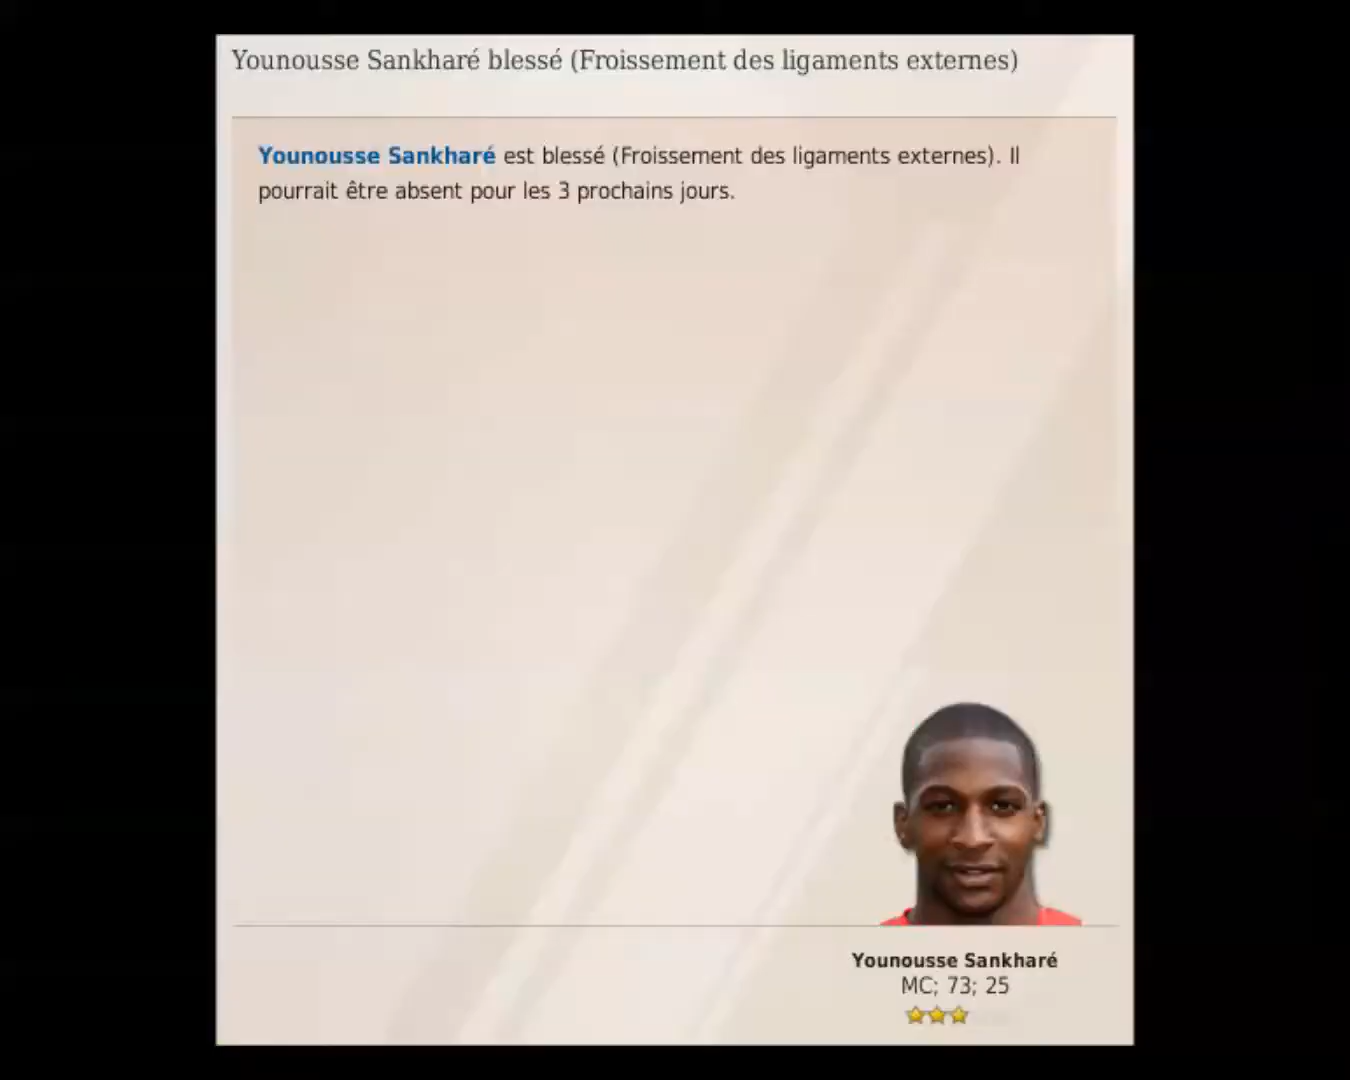 Younousse Sankharé blessé (Froissement des ligaments externes)
Younousse Sankharé est blessé (Froissement des ligaments externes). Il
pourrait être absent pour les 3 prochains jours.
Younousse Sankharé
MC; 73; 25